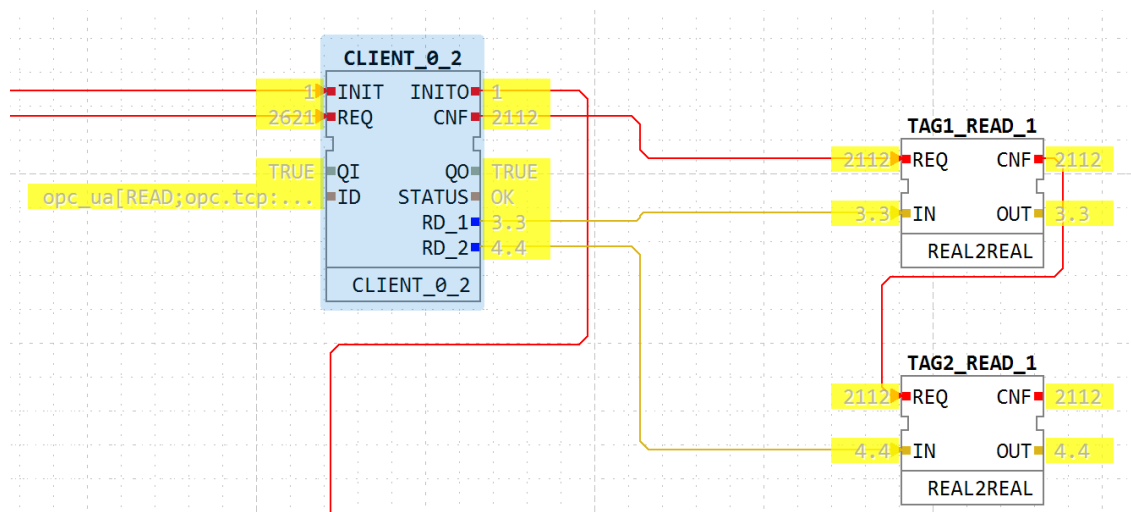 CLIENT_0_2
1 INIT INITO 1
2621 REQ CNF 2112
TRUE QI QO TRUE
opc_ua[READ;opc.tcp:... ID STATUS OK
RD_1 3.3
RD_2 4.4
CLIENT_0_2
TAG1_READ_1
2112 REQ CNF 2112
3.3 IN OUT 3.3
REAL2REAL
TAG2_READ_1
2112 REQ CNF 2112
4.4 IN OUT 4.4
REAL2REAL